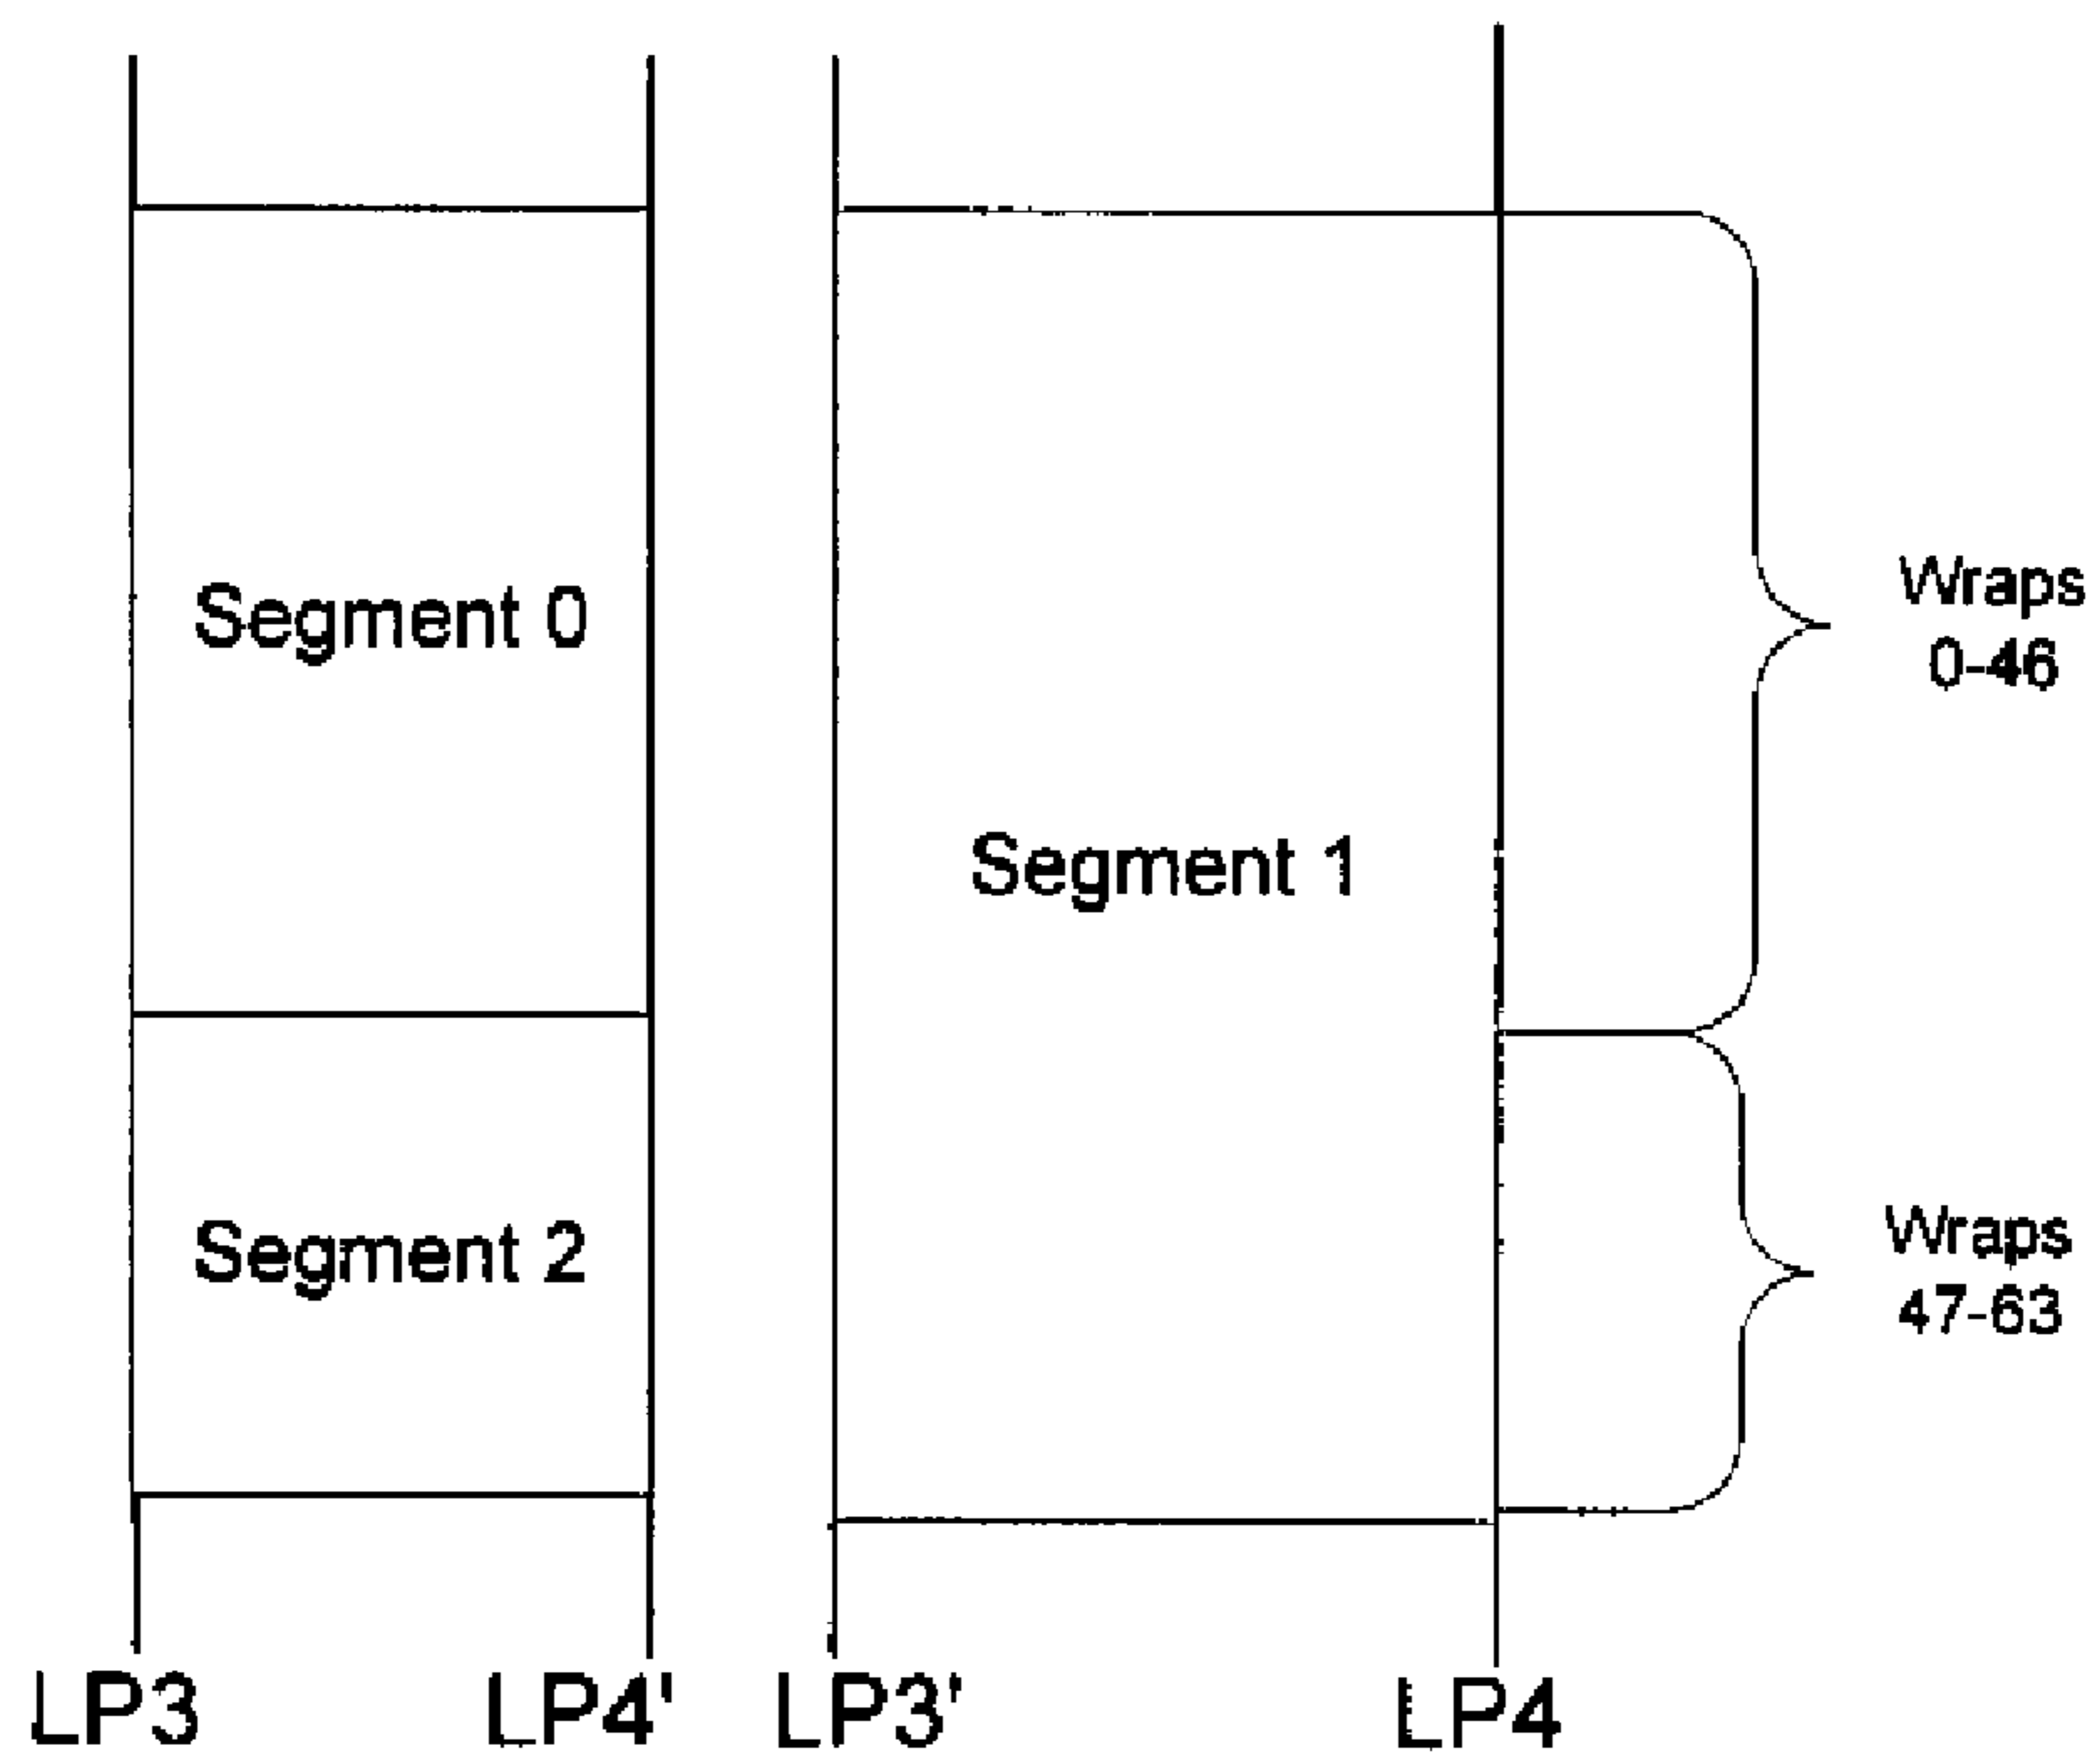 Segment 0
Wraps
0-46
Segment 1
Segment 2
Wraps
47-63
LP3
LP4'
LP3'
LP4